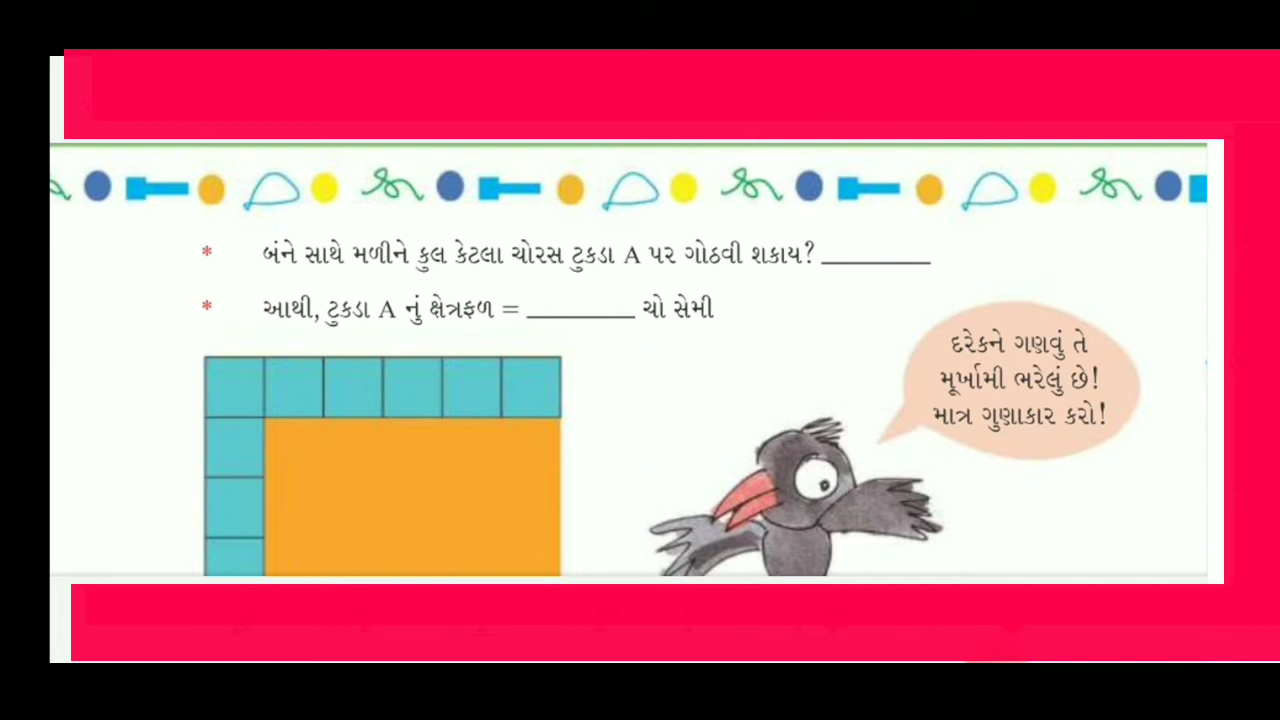 * બંને સાથે મળીને કુલ કેટલા ચોરસ ટુકડા A પર ગોઠવી શકાય? ________
* આથી, ટુકડા A નું ક્ષેત્રફળ = ________ ચો સેમી
દરેકને ગણવું તે
મૂર્ખામી ભરેલું છે!
માત્ર ગુણાકાર કરો!